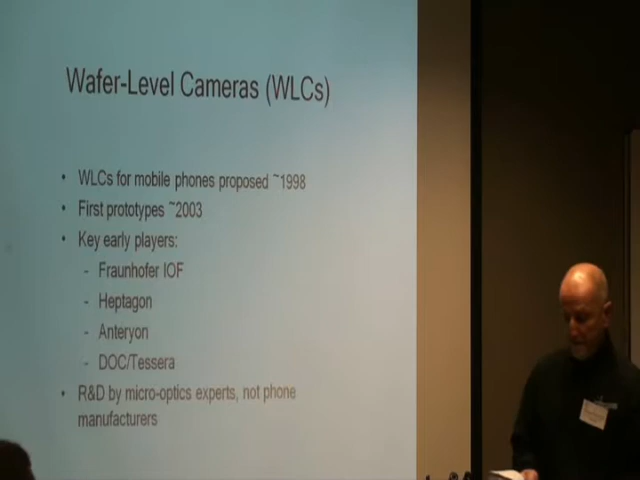 Wafer-Level Cameras (WLCs)
• WLCs for mobile phones proposed ~1998
• First prototypes ~2003
• Key early players:
- Fraunhofer IOF
- Heptagon
- Anteryon
- DOC/Tessera
• R&D by micro-optics experts, not phone
manufacturers